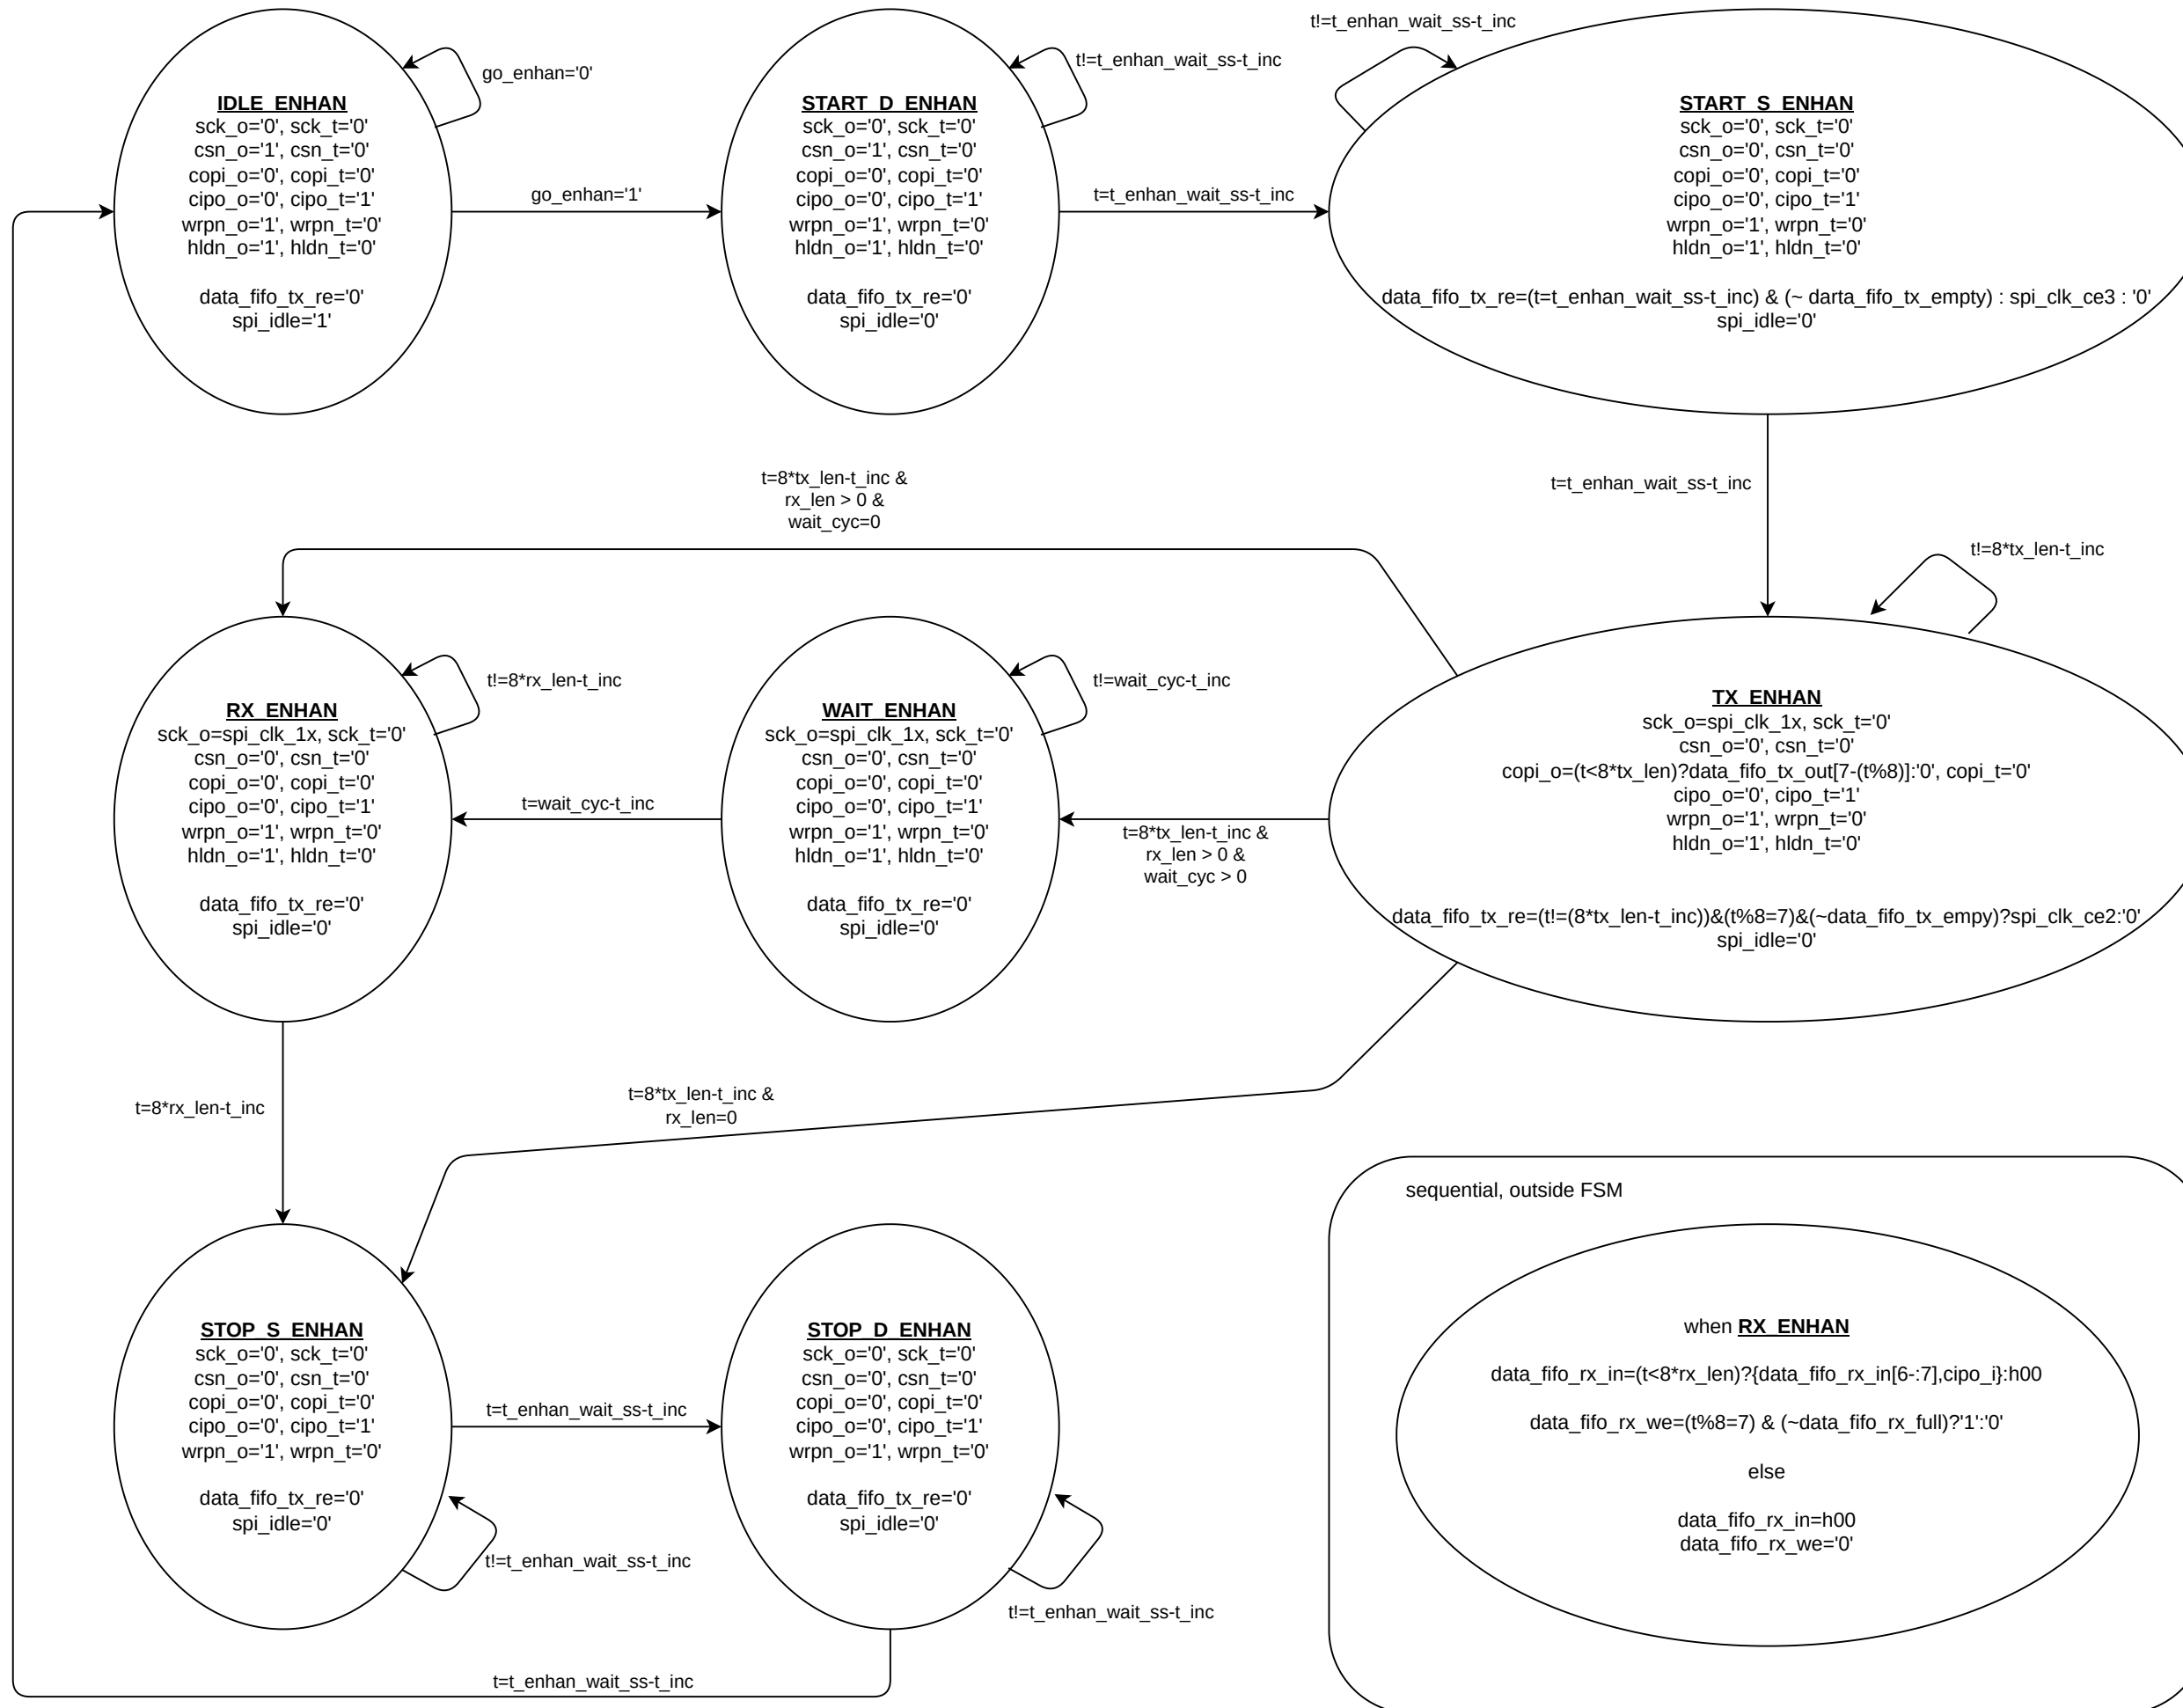 go_enhan='0'
IDLE_ENHAN
sck_o='0', sck_t='0'
csn_o='1', csn_t='0'
copi_o='0', copi_t='0'
cipo_o='0', cipo_t='1'
wrpn_o='1', wrpn_t='0'
hldn_o='1', hldn_t='0'
data_fifo_tx_re='0'
spi_idle='1'
go_enhan='1'
t!=t_enhan_wait_ss-t_inc
START_D_ENHAN
sck_o='0', sck_t='0'
csn_o='1', csn_t='0'
copi_o='0', copi_t='0'
cipo_o='0', cipo_t='1'
wrpn_o='1', wrpn_t='0'
hldn_o='1', hldn_t='0'
data_fifo_tx_re='0'
spi_idle='0'
t=t_enhan_wait_ss-t_inc
t!=t_enhan_wait_ss-t_inc
START_S_ENHAN
sck_o='0', sck_t='0'
csn_o='0', csn_t='0'
copi_o='0', copi_t='0'
cipo_o='0', cipo_t='1'
wrpn_o='1', wrpn_t='0'
hldn_o='1', hldn_t='0'
data_fifo_tx_re=(t=t_enhan_wait_ss-t_inc) & (~ darta_fifo_tx_empty) : spi_clk_ce3 : '0'
spi_idle='0'
t=t_enhan_wait_ss-t_inc
t=8*tx_len-t_inc &
rx_len > 0 &
wait_cyc=0
t!=8*tx_len-t_inc
t!=8*rx_len-t_inc
RX_ENHAN
sck_o=spi_clk_1x, sck_t='0'
csn_o='0', csn_t='0'
copi_o='0', copi_t='0'
cipo_o='0', cipo_t='1'
wrpn_o='1', wrpn_t='0'
hldn_o='1', hldn_t='0'
data_fifo_tx_re='0'
spi_idle='0'
t=wait_cyc-t_inc
t!=wait_cyc-t_inc
WAIT_ENHAN
sck_o=spi_clk_1x, sck_t='0'
csn_o='0', csn_t='0'
copi_o='0', copi_t='0'
cipo_o='0', cipo_t='1'
wrpn_o='1', wrpn_t='0'
hldn_o='1', hldn_t='0'
data_fifo_tx_re='0'
spi_idle='0'
t=8*tx_len-t_inc &
rx_len > 0 &
wait_cyc > 0
TX_ENHAN
sck_o=spi_clk_1x, sck_t='0'
csn_o='0', csn_t='0'
copi_o=(t<8*tx_len)?data_fifo_tx_out[7-(t%8)]:'0', copi_t='0'
cipo_o='0', cipo_t='1'
wrpn_o='1', wrpn_t='0'
hldn_o='1', hldn_t='0'
data_fifo_tx_re=(t!=(8*tx_len-t_inc))&(t%8=7)&(~data_fifo_tx_empy)?spi_clk_ce2:'0'
spi_idle='0'
t=8*rx_len-t_inc
t=8*tx_len-t_inc &
rx_len=0
STOP_S_ENHAN
sck_o='0', sck_t='0'
csn_o='0', csn_t='0'
copi_o='0', copi_t='0'
cipo_o='0', cipo_t='1'
wrpn_o='1', wrpn_t='0'
data_fifo_tx_re='0'
spi_idle='0'
t=t_enhan_wait_ss-t_inc
t!=t_enhan_wait_ss-t_inc
STOP_D_ENHAN
sck_o='0', sck_t='0'
csn_o='0', csn_t='0'
copi_o='0', copi_t='0'
cipo_o='0', cipo_t='1'
wrpn_o='1', wrpn_t='0'
data_fifo_tx_re='0'
spi_idle='0'
t!=t_enhan_wait_ss-t_inc
t=t_enhan_wait_ss-t_inc
sequential, outside FSM
when RX_ENHAN
data_fifo_rx_in=(t<8*rx_len)?{data_fifo_rx_in[6-:7],cipo_i}:h00
data_fifo_rx_we=(t%8=7) & (~data_fifo_rx_full)?'1':'0'
else
data_fifo_rx_in=h00
data_fifo_rx_we='0'